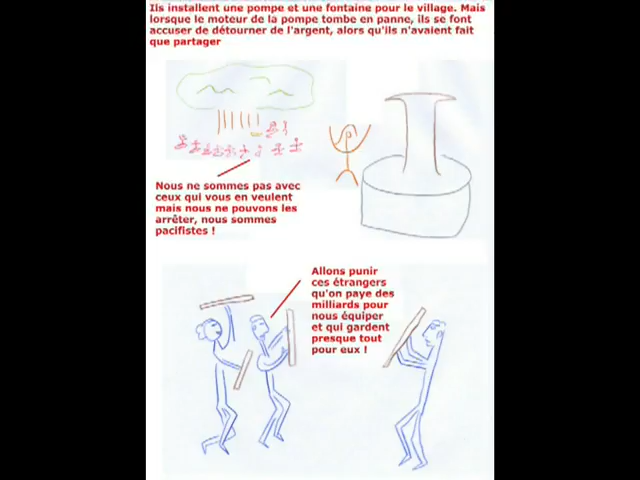 Ils installent une pompe et une fontaine pour le village. Mais
lorsque le moteur de la pompe tombe en panne, ils se font
accuser de détourner de l'argent, alors qu'ils n'avaient fait
que partager
Nous ne sommes pas avec
ceux qui vous en veulent
mais nous ne pouvons les
arrêter, nous sommes
pacifistes !
Allons punir
ces étrangers
qu'on paye des
milliards pour
nous équiper
et qui gardent
presque tout
pour eux !